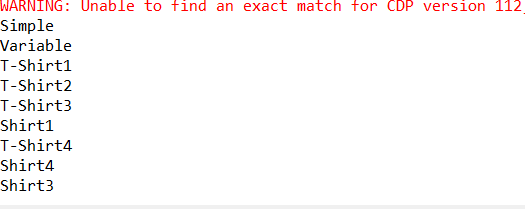 WARNING: Unable to find an exact match for CDP version 112,
Simple
Variable
T-Shirt1
T-Shirt2
T-Shirt3
Shirt1
T-Shirt4
Shirt4
Shirt3